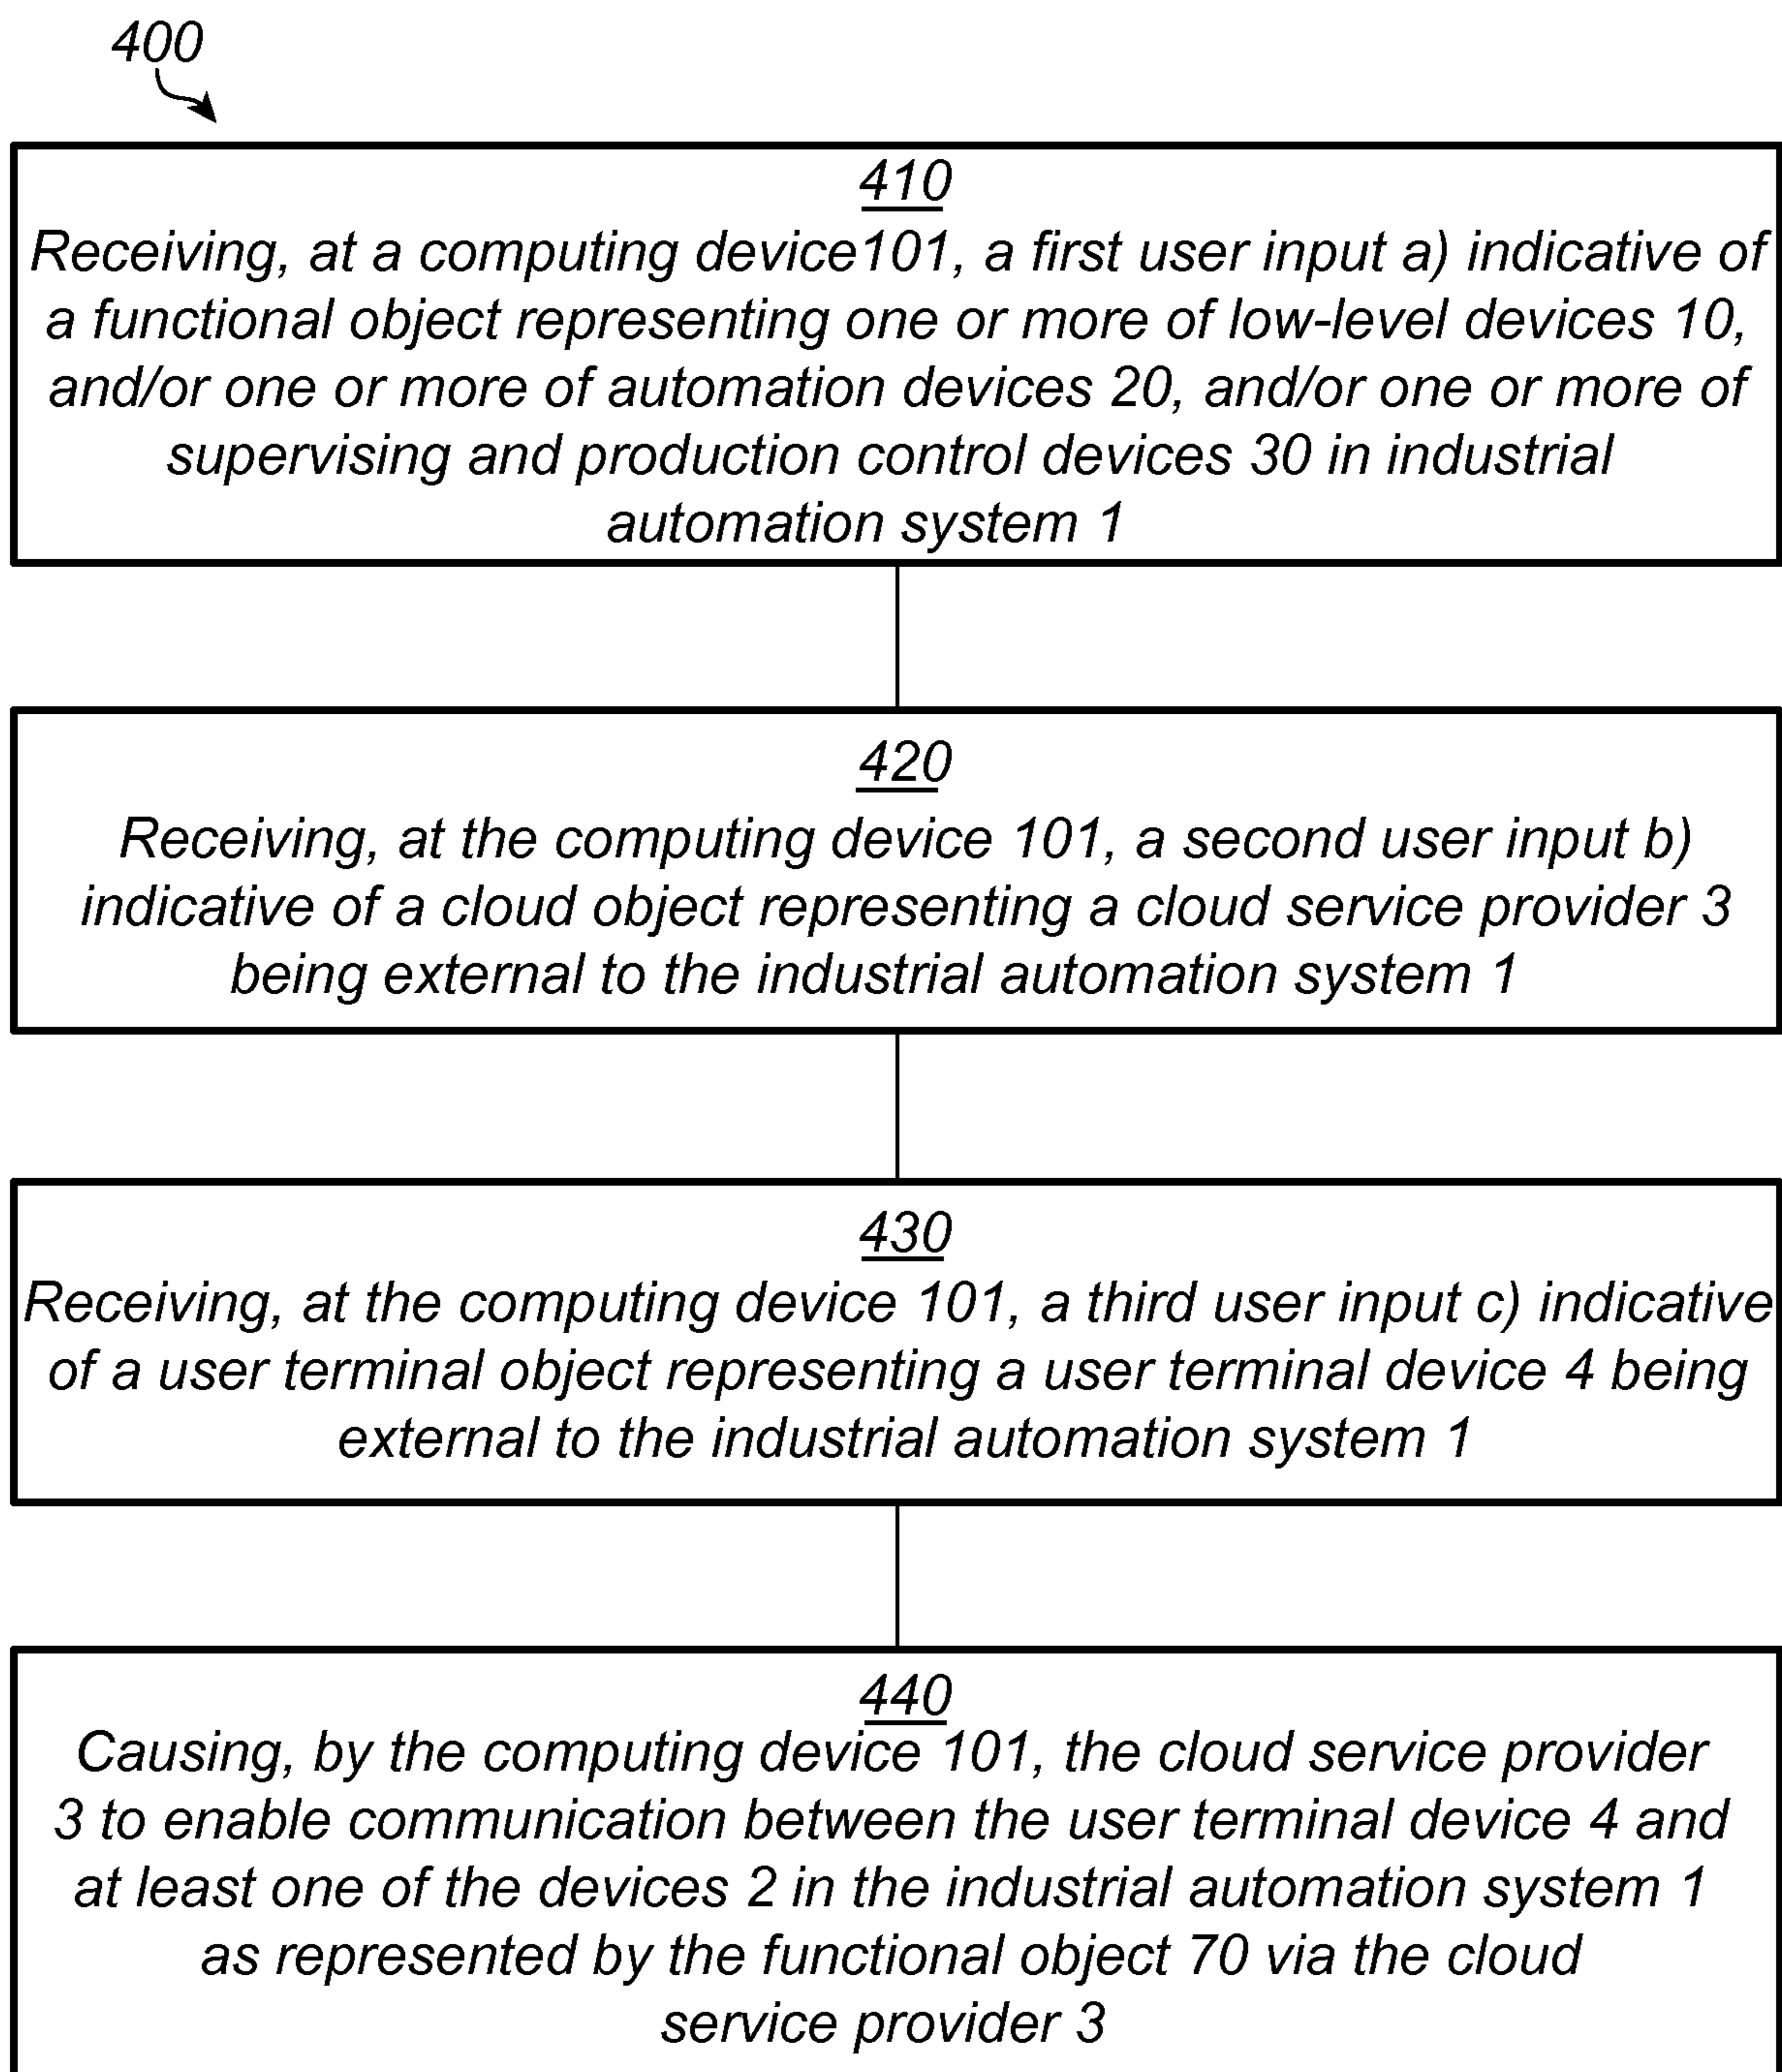 400
410
Receiving, at a computing device101, a first user input a) indicative of
a functional object representing one or more of low-level devices 10,
and/or one or more of automation devices 20, and/or one or more of
supervising and production control devices 30 in industrial
automation system 1
420
Receiving, at the computing device 101, a second user input b)
indicative of a cloud object representing a cloud service provider 3
being external to the industrial automation system 1
430
Receiving, at the computing device 101, a third user input c) indicative
of a user terminal object representing a user terminal device 4 being
external to the industrial automation system 1
440
Causing, by the computing device 101, the cloud service provider
3 to enable communication between the user terminal device 4 and
at least one of the devices 2 in the industrial automation system 1
as represented by the functional object 70 via the cloud
service provider 3